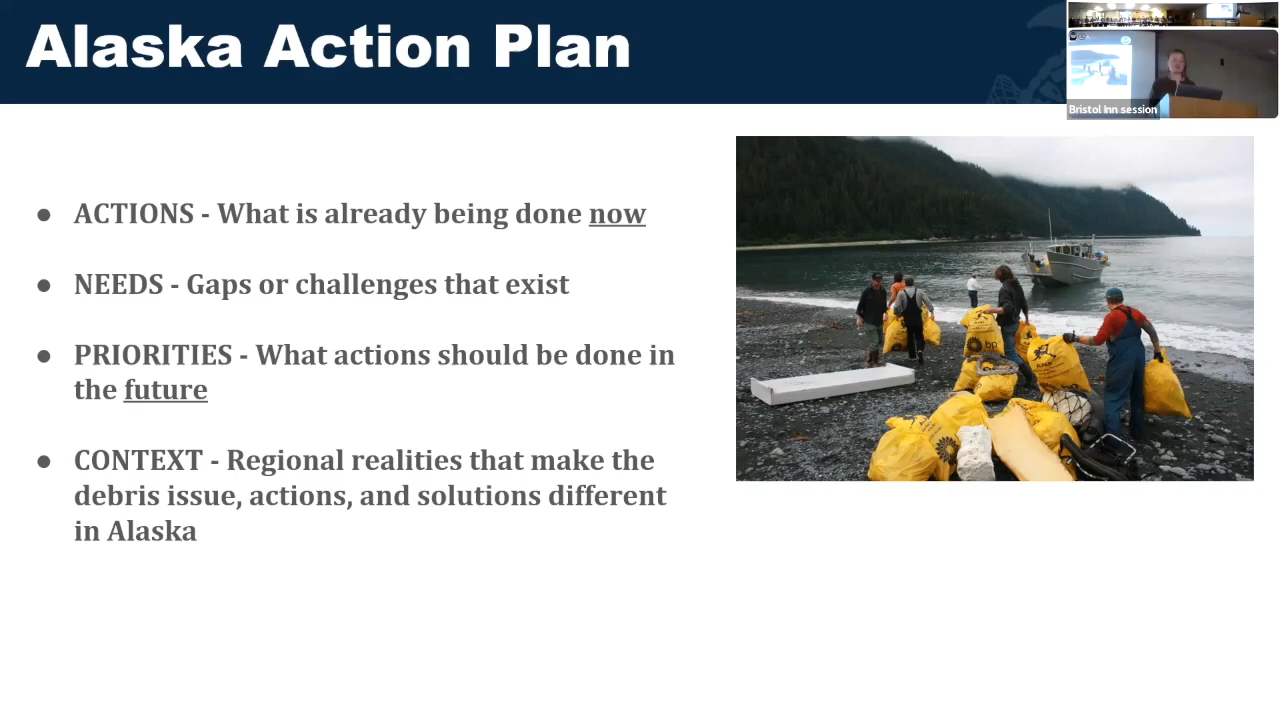 Alaska Action Plan
Bristol Inn session
● ACTIONS - What is already being done now
● NEEDS - Gaps or challenges that exist
● PRIORITIES - What actions should be done in
the future
● CONTEXT - Regional realities that make the
debris issue, actions, and solutions different
in Alaska
bp